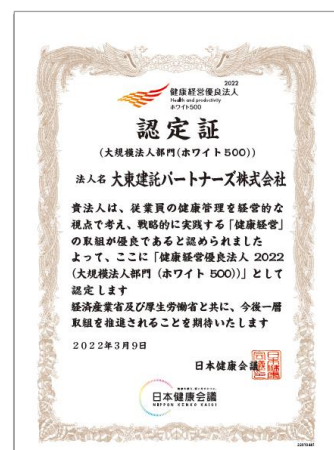 2022
健康経営優良法人
Health and productivity
ホワイト500
認定証
(大規模法人部門(ホワイト500))
法人名 大東建託パートナーズ株式会社
貴法人は、従業員の健康管理を経営的な
視点で考え、戦略的に実践する「健康経営」
の取組が優良であると認められました
よって、ここに「健康経営優良法人 2022
(大規模法人部門 (ホワイト 500))」として
認定します
経済産業省及び厚生労働省と共に、今後一層
取組を推進されることを期待いたします
2022年3月9日
日本健康会議
日本健康会議
NIPPON KENKO KAIGI